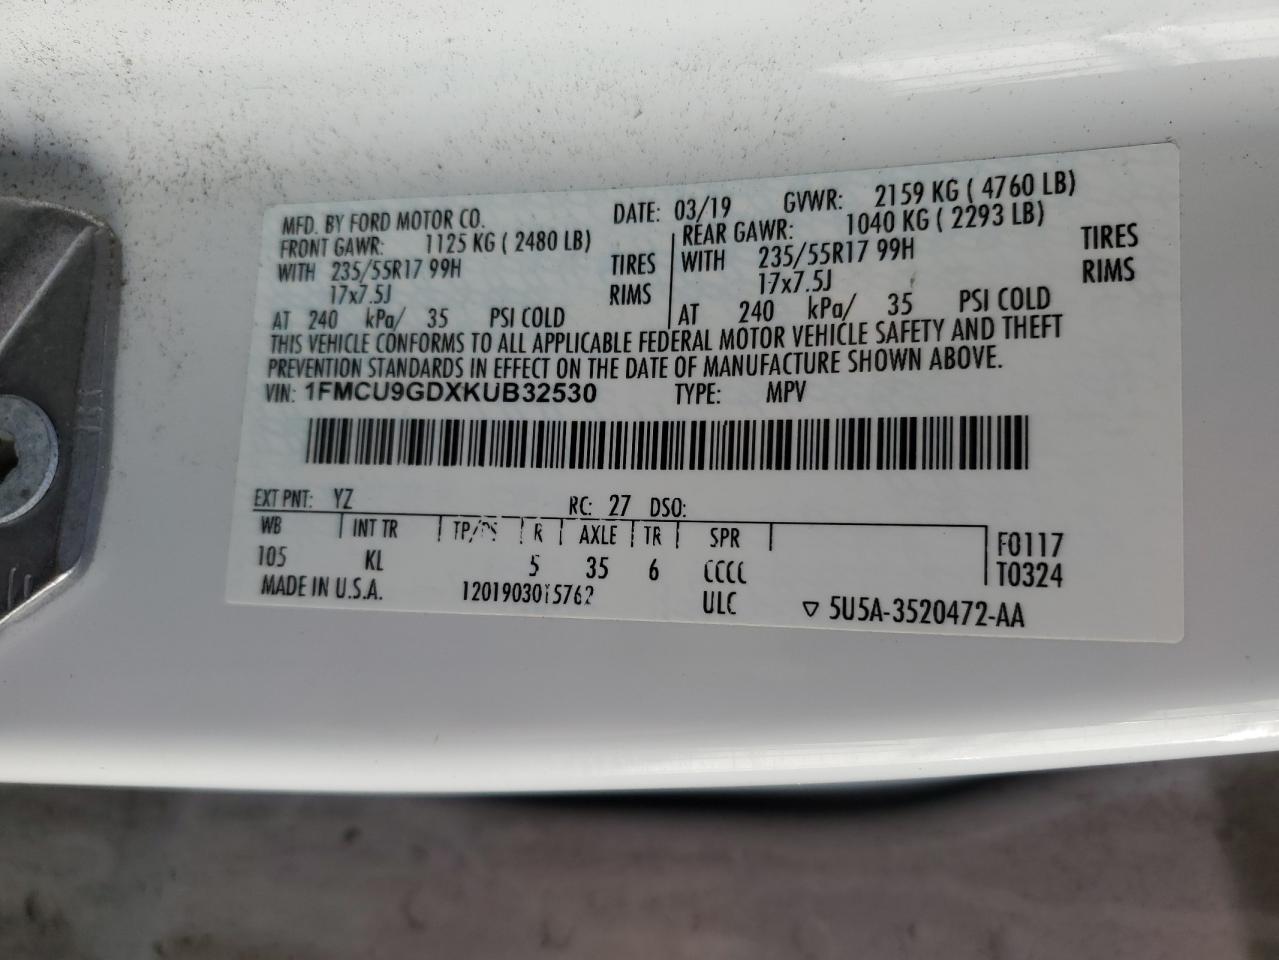 MFD. BY FORD MOTOR CO. DATE: 03/19 GVWR: 2159 KG ( 4760 LB)
FRONT GAWR: 1125 KG ( 2480 LB) REAR GAWR: 1040 KG ( 2293 LB)
WITH 235/55R17 99H TIRES WITH 235/55R17 99H TIRES
17x7.5J RIMS 17x7.5J RIMS
AT 240 kPa/ 35 PSI COLD AT 240 kPa/ 35 PSI COLD
THIS VEHICLE CONFORMS TO ALL APPLICABLE FEDERAL MOTOR VEHICLE SAFETY AND THEFT
PREVENTION STANDARDS IN EFFECT ON THE DATE OF MANUFACTURE SHOWN ABOVE.
VIN: 1FMCU9GDXKUB32530 TYPE: MPV
EXT PNT: YZ RC: 27 DSO:
WB INT TR TP/PS R AXLE TR SPR F0117
105 KL 5 35 6 CCCC T0324
MADE IN U.S.A. ULC ▽ 5U5A-3520472-AA